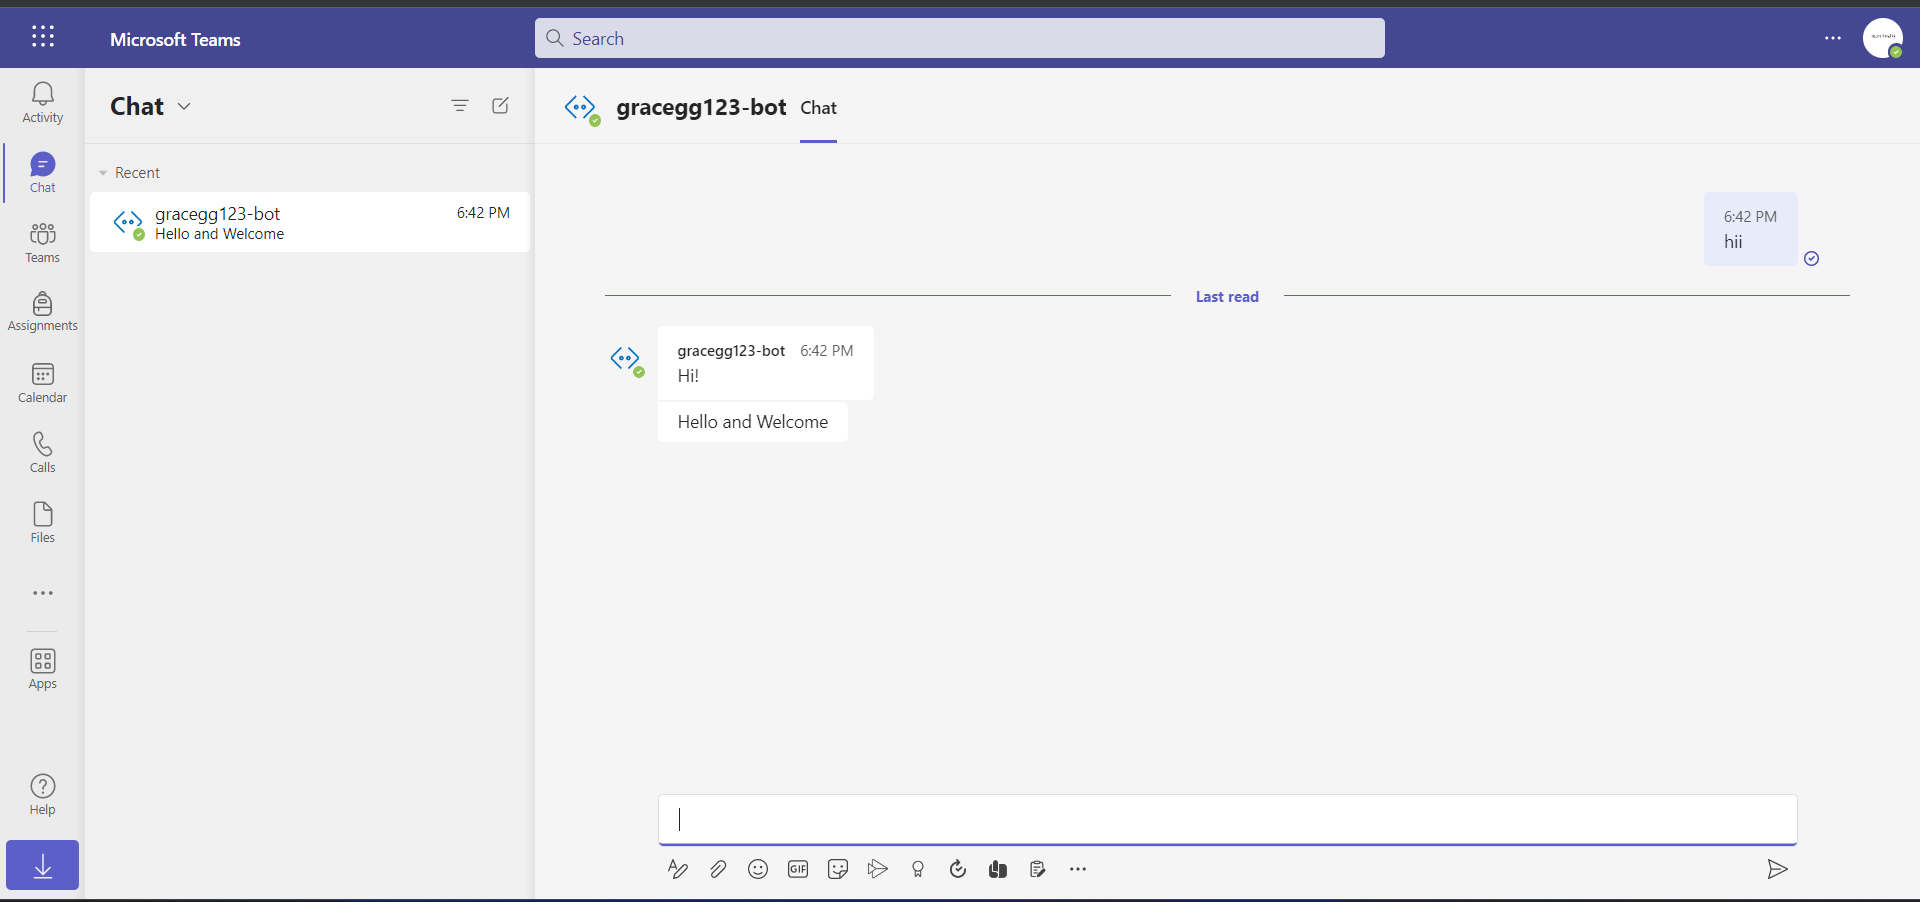 Microsoft Teams
Search
Activity
Chat
Teams
Assignments
Calendar
Calls
Files
Apps
Help
Chat
Recent
gracegg123-bot 6:42 PM
Hello and Welcome
gracegg123-bot Chat
6:42 PM
hii
Last read
gracegg123-bot 6:42 PM
Hi!
Hello and Welcome
GIF